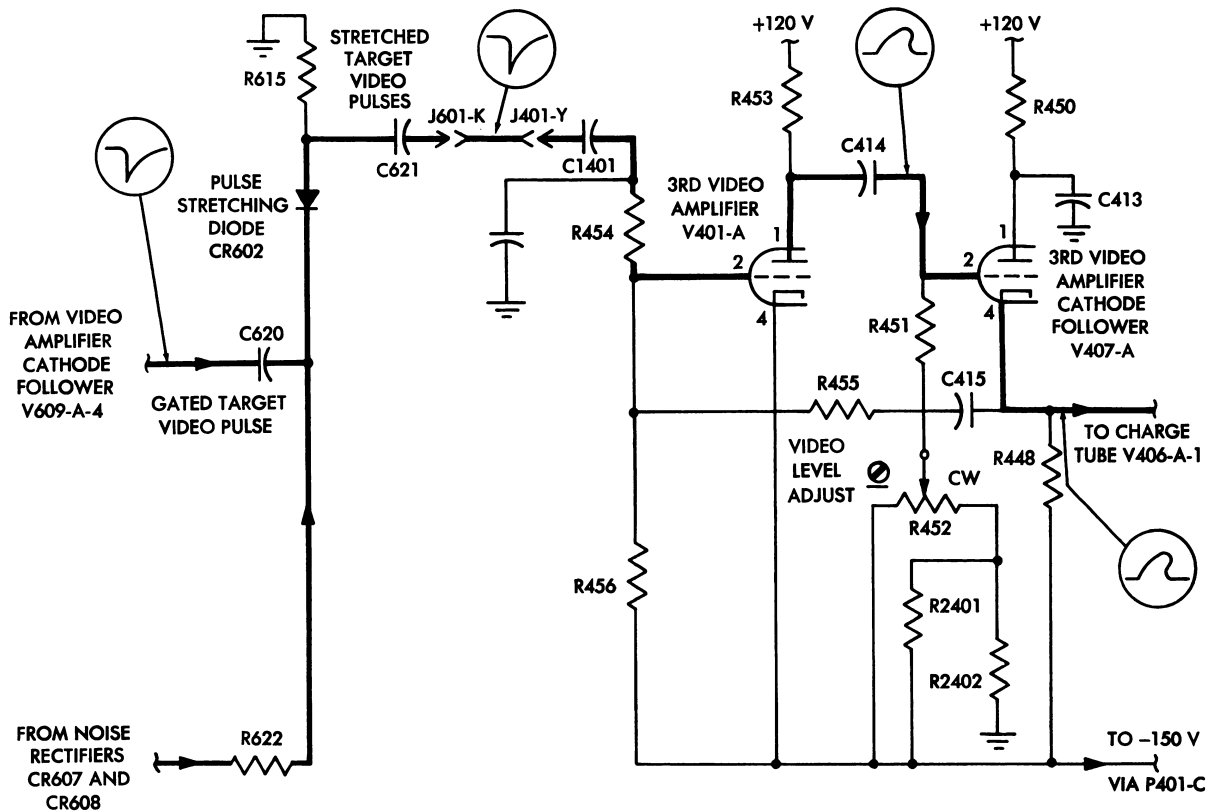 +120 V
+120 V
STRETCHED
TARGET
VIDEO
PULSES
R615
R453
R450
J601-K
J401-Y
C414
C621
C1401
PULSE
STRETCHING
DIODE
CR602
3RD VIDEO
AMPLIFIER
V401-A
C413
R454
1
2
4
1
2
4
3RD VIDEO
AMPLIFIER
CATHODE
FOLLOWER
V407-A
FROM VIDEO
AMPLIFIER
CATHODE
FOLLOWER
V609-A-4
C620
GATED TARGET
VIDEO PULSE
R451
R455
C415
TO CHARGE
TUBE V406-A-1
VIDEO
LEVEL
ADJUST
CW
R448
R452
R456
R2401
R2402
FROM NOISE
RECTIFIERS
CR607 AND
CR608
R622
TO –150 V
VIA P401-C